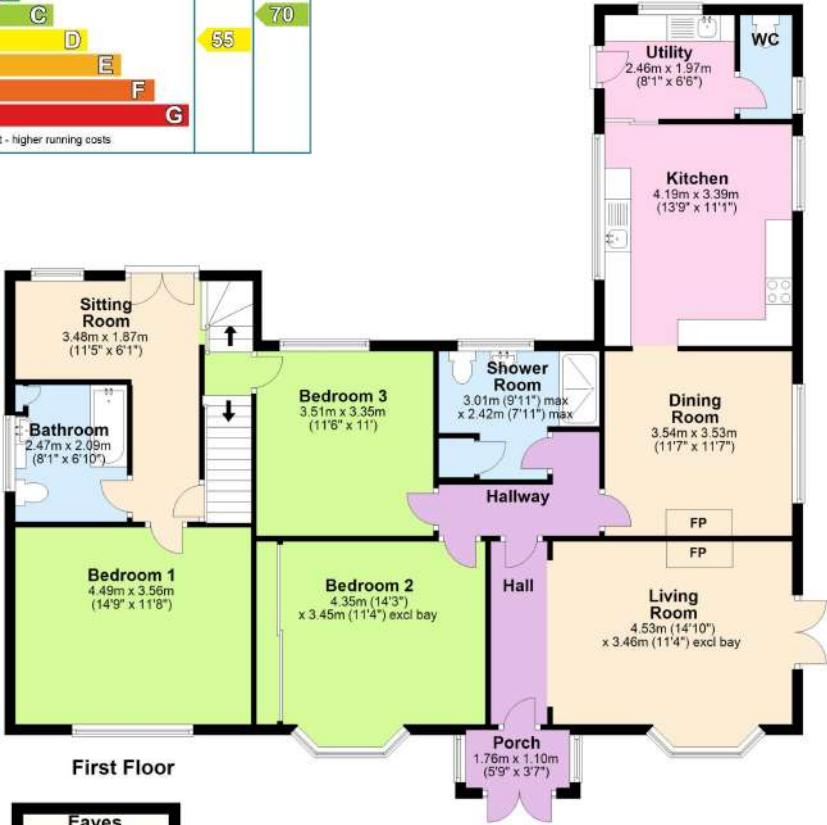 C
70
D
55
E
F
G
t - higher running costs
Utility
2.46m x 1.97m
(8'1" x 6'6")
WC
Kitchen
4.19m x 3.39m
(13'9" x 11'1")
Sitting
Room
3.48m x 1.87m
(11'5" x 6'1")
Bathroom
2.47m x 2.09m
(8'1" x 6'10")
Bedroom 3
3.51m x 3.35m
(11'6" x 11')
Shower
Room
3.01m (9'11") max
x 2.42m (7'11") max
Dining
Room
3.54m x 3.53m
(11'7" x 11'7")
Hallway
FP
FP
Bedroom 1
4.49m x 3.56m
(14'9" x 11'8")
Bedroom 2
4.35m (14'3")
x 3.45m (11'4") excl bay
Hall
Living
Room
4.53m (14'10")
x 3.46m (11'4") excl bay
Porch
1.76m x 1.10m
(5'9" x 3'7")
First Floor
Eaves